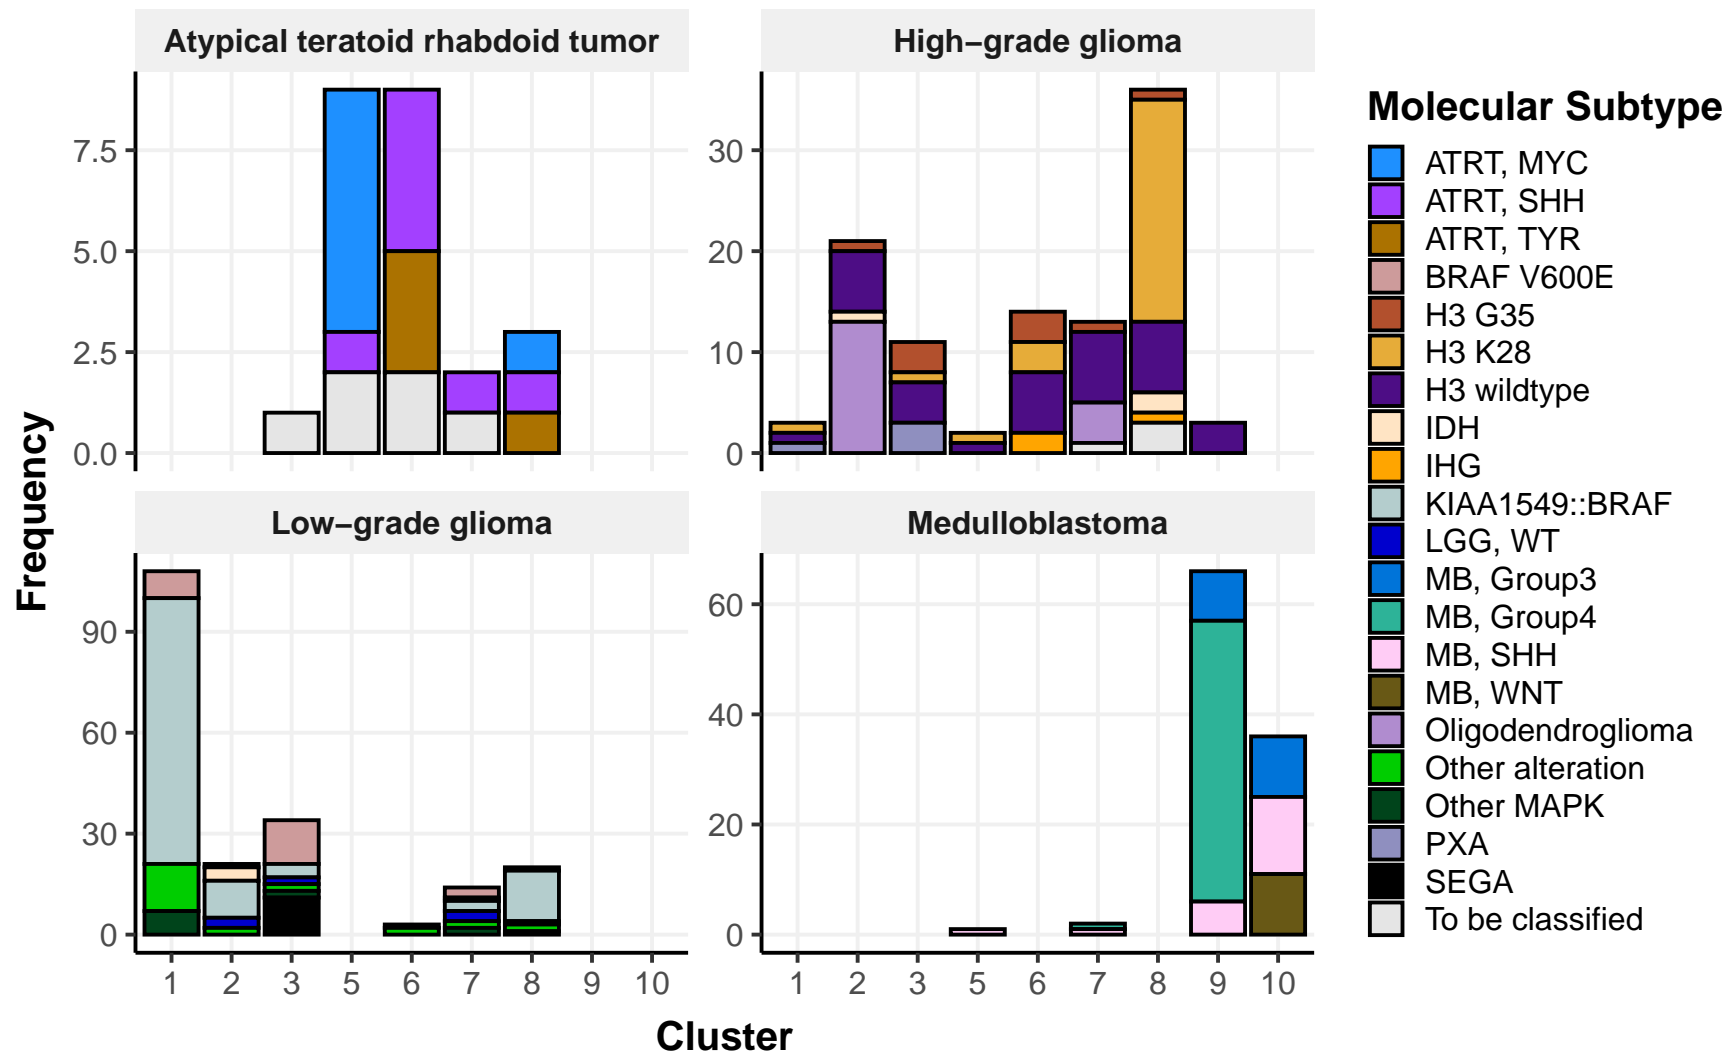 Atypical teratoid rhabdoid tumor
High−grade glioma
7.5
5.0
2.5
0.0
30
20
10
0
Low−grade glioma
Medulloblastoma
90
60
30
0
60
40
20
0
1 2 3 5 6 7 8 9 10
1 2 3 5 6 7 8 9 10
Frequency
Cluster
Molecular Subtype
ATRT, MYC
ATRT, SHH
ATRT, TYR
BRAF V600E
H3 G35
H3 K28
H3 wildtype
IDH
IHG
KIAA1549::BRAF
LGG, WT
MB, Group3
MB, Group4
MB, SHH
MB, WNT
Oligodendroglioma
Other alteration
Other MAPK
PXA
SEGA
To be classified